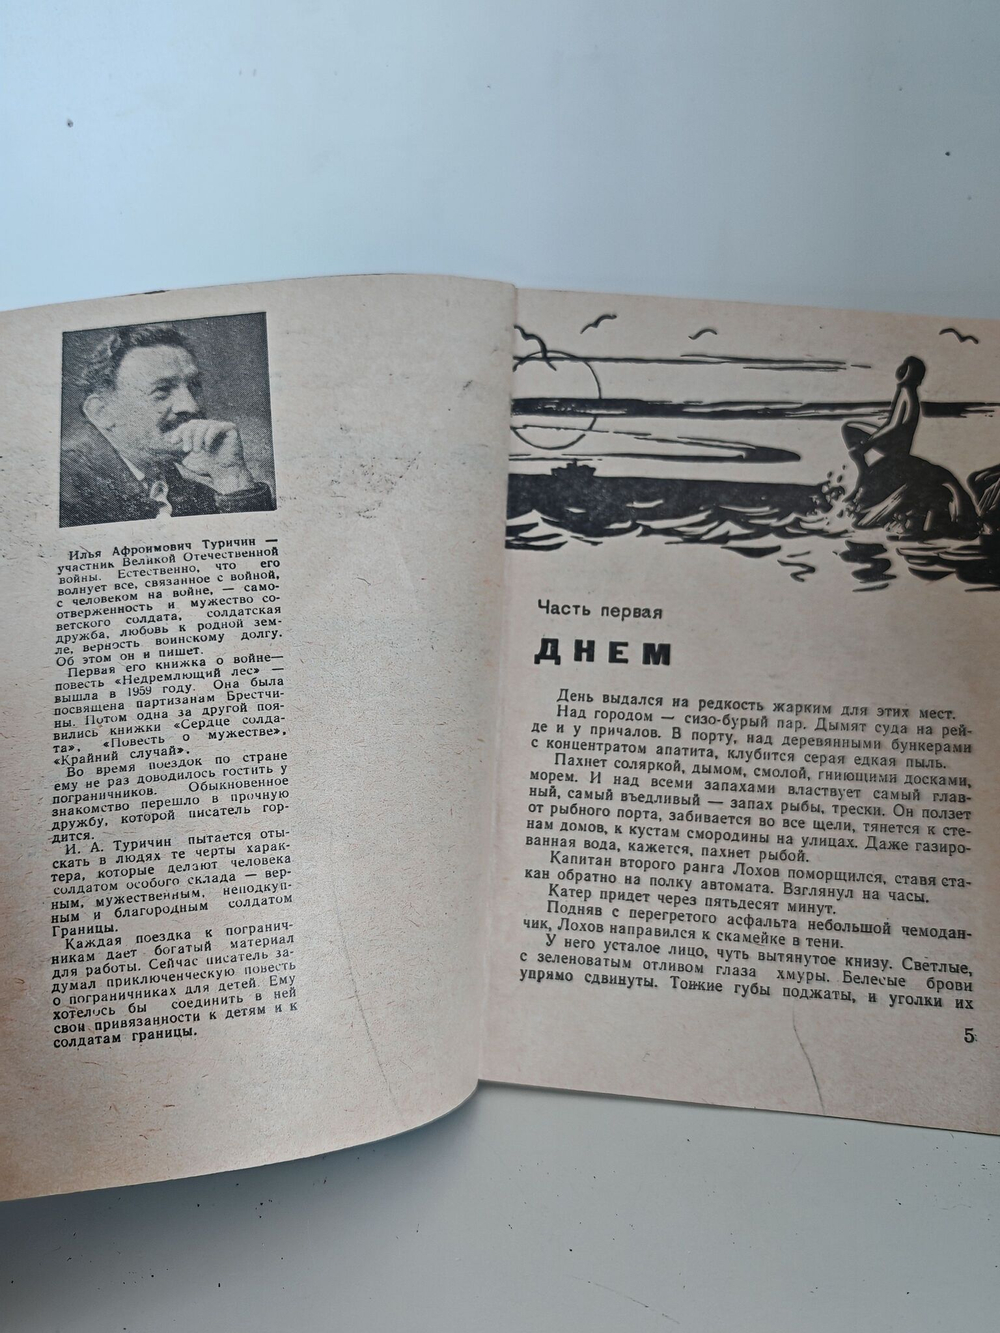 Илья Афроимович Туричин —
участник Великой Отечественной
войны. Естественно, что его
волнует все, связанное с войной,
с человеком на войне, — само-
отверженность и мужество со-
ветского солдата, солдатская
дружба, любовь к родной зем-
ле, верность воинскому долгу.
Об этом он и пишет.
Первая его книжка о войне—
повесть «Недремлющий лес» —
вышла в 1959 году. Она была
посвящена партизанам Брестчи-
ны. Потом одна за другой поя-
вились книжки «Сердце солда-
та», «Повесть о мужестве»,
«Крайний случай».
Во время поездок по стране
ему не раз доводилось гостить у
пограничников. Обыкновенное
знакомство перешло в прочную
дружбу, которой писатель гор-
дится.
И. А. Туричин пытается оты-
скать в людях те черты харак-
тера, которые делают человека
солдатом особого склада — вер-
ным, мужественным, неподкуп-
ным и благородным солдатом
Границы.
Каждая поездка к погранич-
никам дает богатый материал
для работы. Сейчас писатель за-
думал приключенческую повесть
о пограничниках для детей. Ему
хотелось бы соединить в ней
свои привязанности к детям и к
солдатам границы.
Часть первая
ДНЕМ
День выдался на редкость жарким для этих мест.
Над городом — сизо-бурый пар. Дымят суда на рей-
де и у причалов. В порту, над деревянными бункерами
с концентратом апатита, клубится серая едкая пыль.
Пахнет соляркой, дымом, смолой, гниющими досками,
морем. И над всеми запахами властвует самый глав-
ный, самый въедливый — запах рыбы, трески. Он ползет
от рыбного порта, забивается во все щели, тянется к сте-
нам домов, к кустам смородины на улицах. Даже газиро-
ванная вода, кажется, пахнет рыбой.
Капитан второго ранга Лохов поморщился, ставя ста-
кан обратно на полку автомата. Взглянул на часы.
Катер придет через пятьдесят минут.
Подняв с перегретого асфальта небольшой чемодан-
чик, Лохов направился к скамейке в тени.
У него усталое лицо, чуть вытянутое книзу. Светлые,
с зеленоватым отливом глаза хмуры. Белесые брови
упрямо сдвинуты. Тонкие губы поджаты, и уголки их
5